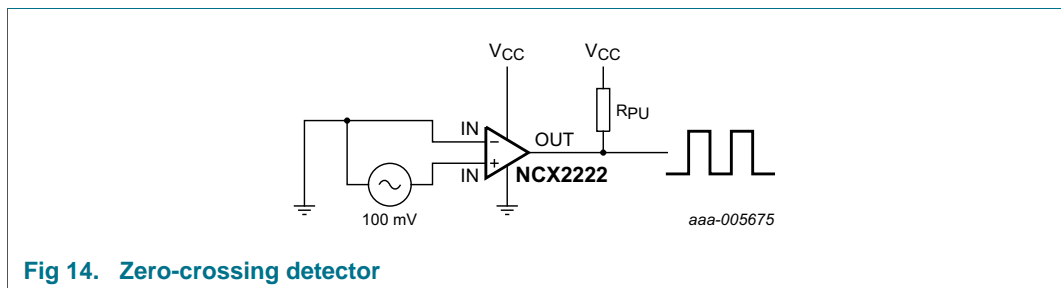 VCC
VCC
RPU
IN
−
OUT
+
IN
NCX2222
100 mV
aaa-005675
Fig 14. Zero-crossing detector